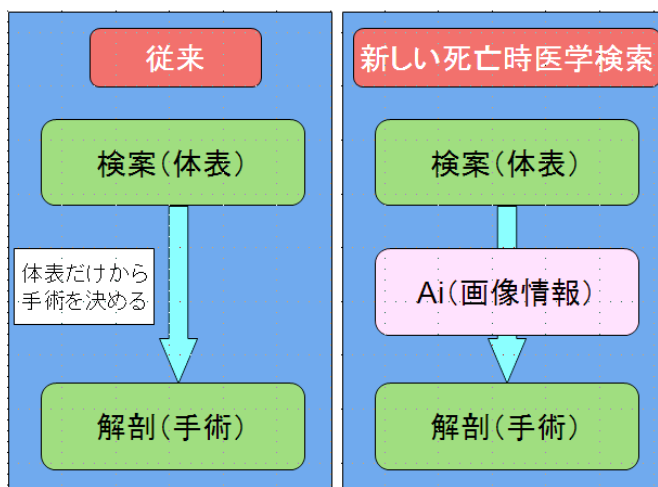 従来
検案(体表)
体表だけから
手術を決める
解剖(手術)
新しい死亡時医学検索
検案(体表)
Ai(画像情報)
解剖(手術)